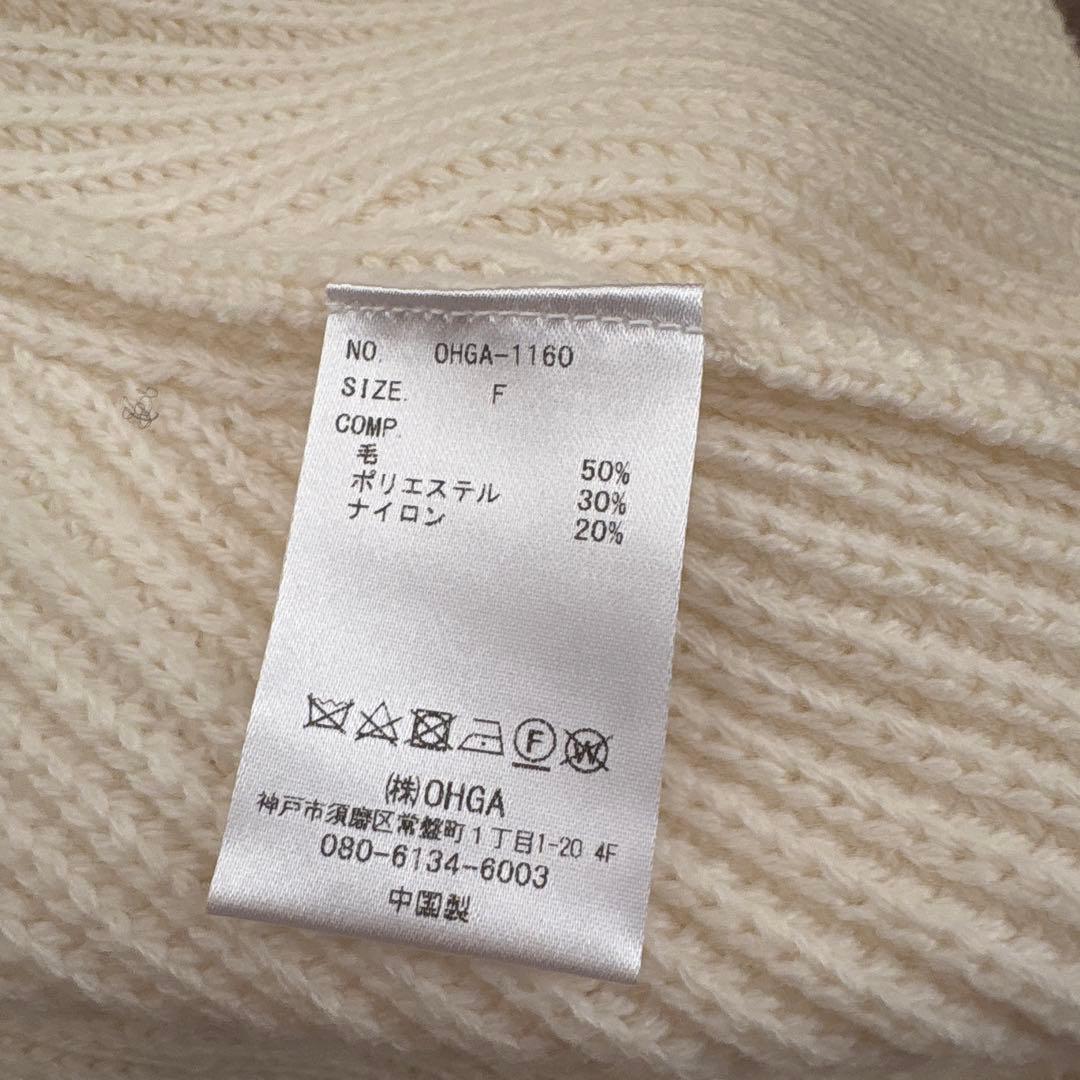 NO. OHGA-1160
SIZE. F
COMP.
毛 50%
ポリエステル 30%
ナイロン 20%
F W
(株)OHGA
神戸市須磨区常盤町1丁目1-20 4F
080-6134-6003
中国製